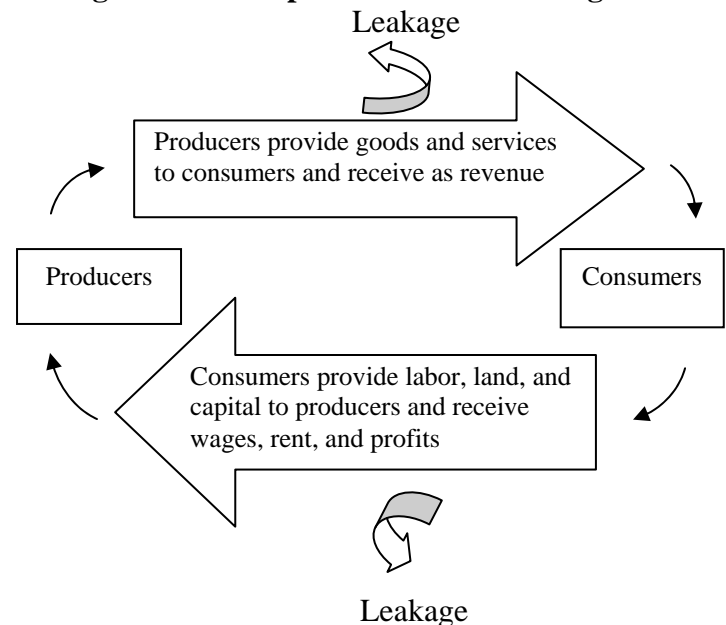 Leakage
Producers provide goods and services
to consumers and receive as revenue
Producers
Consumers
Consumers provide labor, land, and
capital to producers and receive
wages, rent, and profits
Leakage